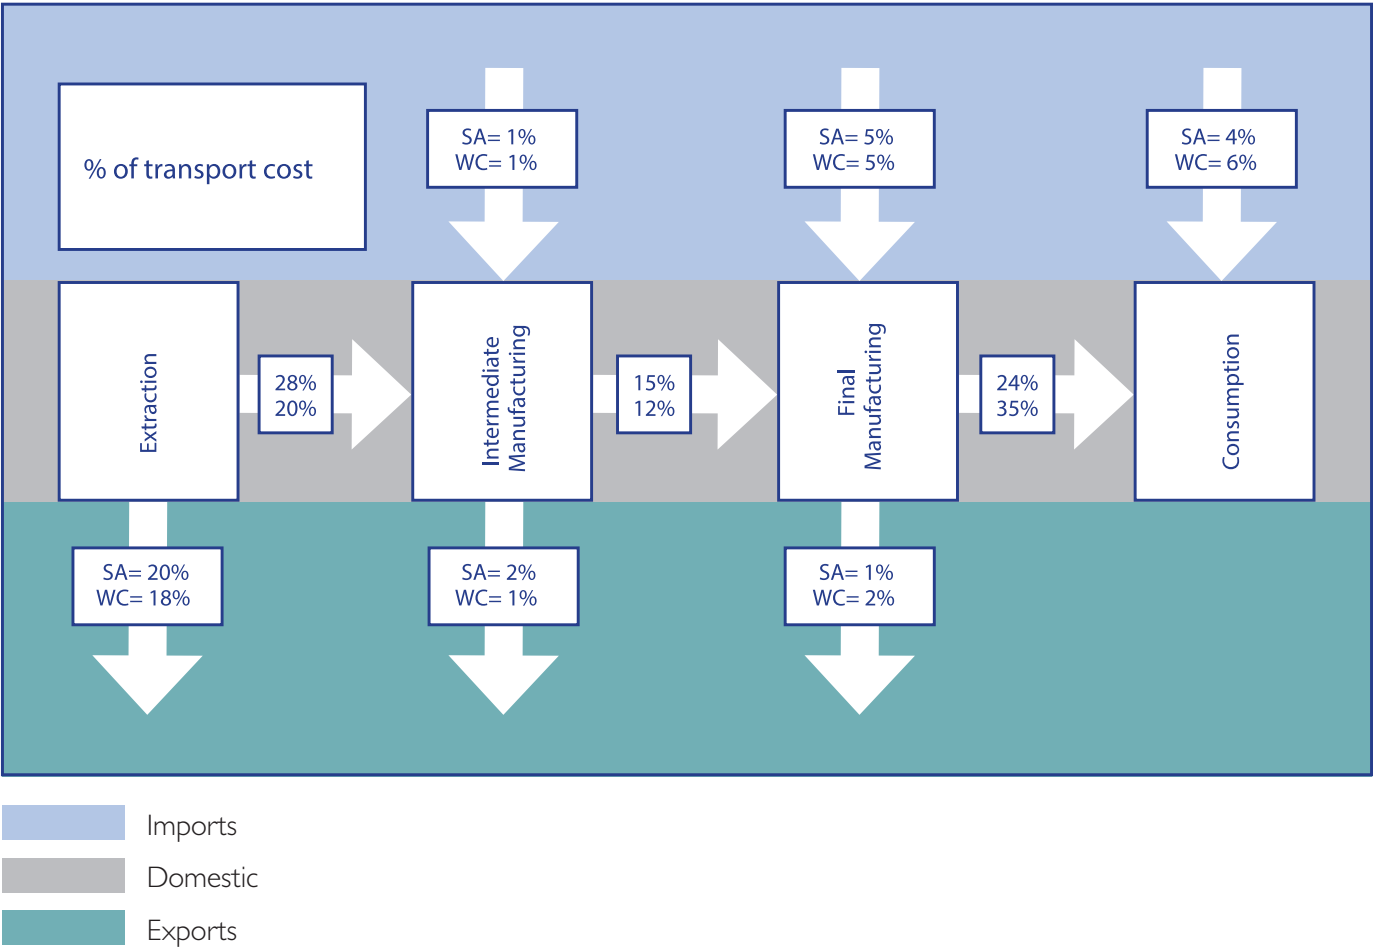 % of transport cost
SA= 1%
WC= 1%
SA= 5%
WC= 5%
SA= 4%
WC= 6%
Extraction
28%
20%
Intermediate
Manufacturing
15%
12%
Final
Manufacturing
24%
35%
Consumption
SA= 20%
WC= 18%
SA= 2%
WC= 1%
SA= 1%
WC= 2%
Imports
Domestic
Exports